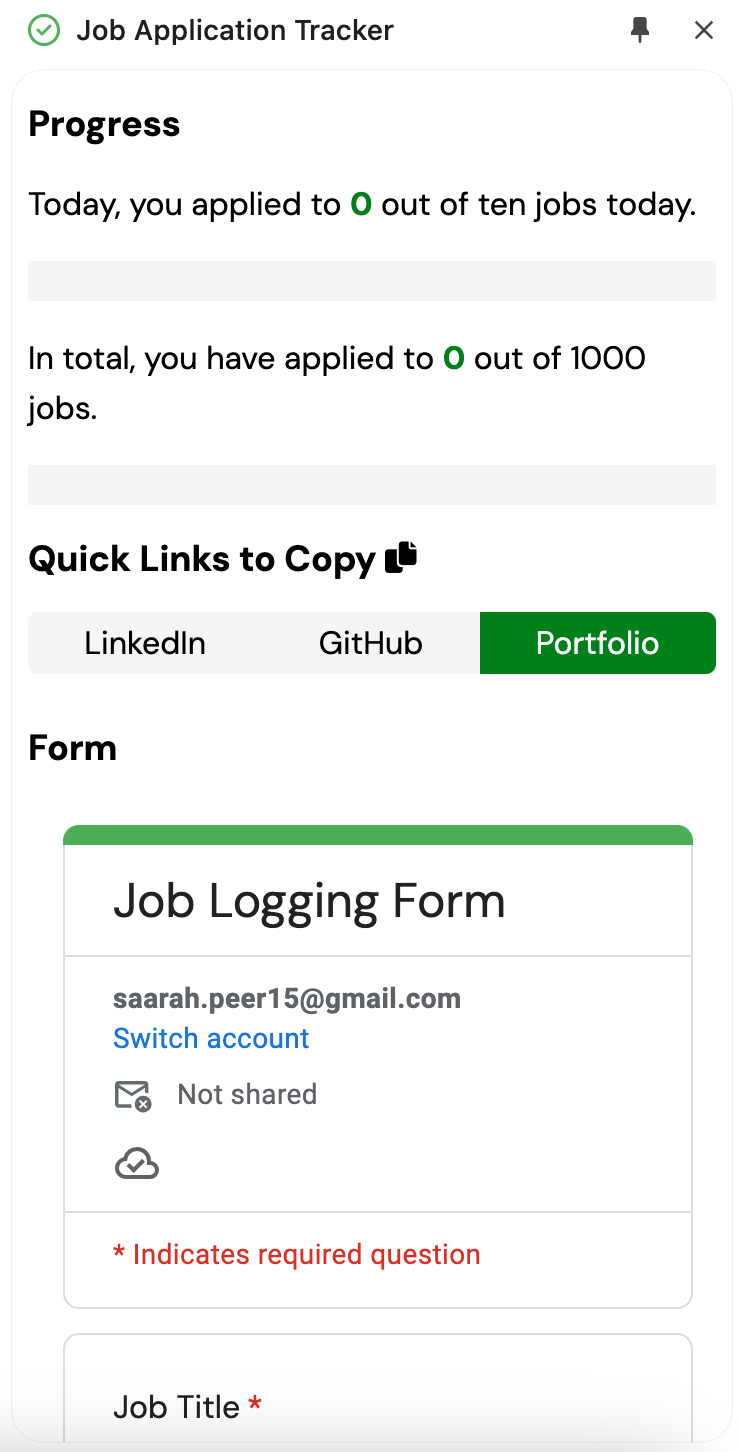 Job Application Tracker
Progress
Today, you applied to 0 out of ten jobs today.
In total, you have applied to 0 out of 1000
jobs.
Quick Links to Copy
LinkedIn GitHub Portfolio
Form
Job Logging Form
saarah.peer15@gmail.com
Switch account
Not shared
* Indicates required question
Job Title *